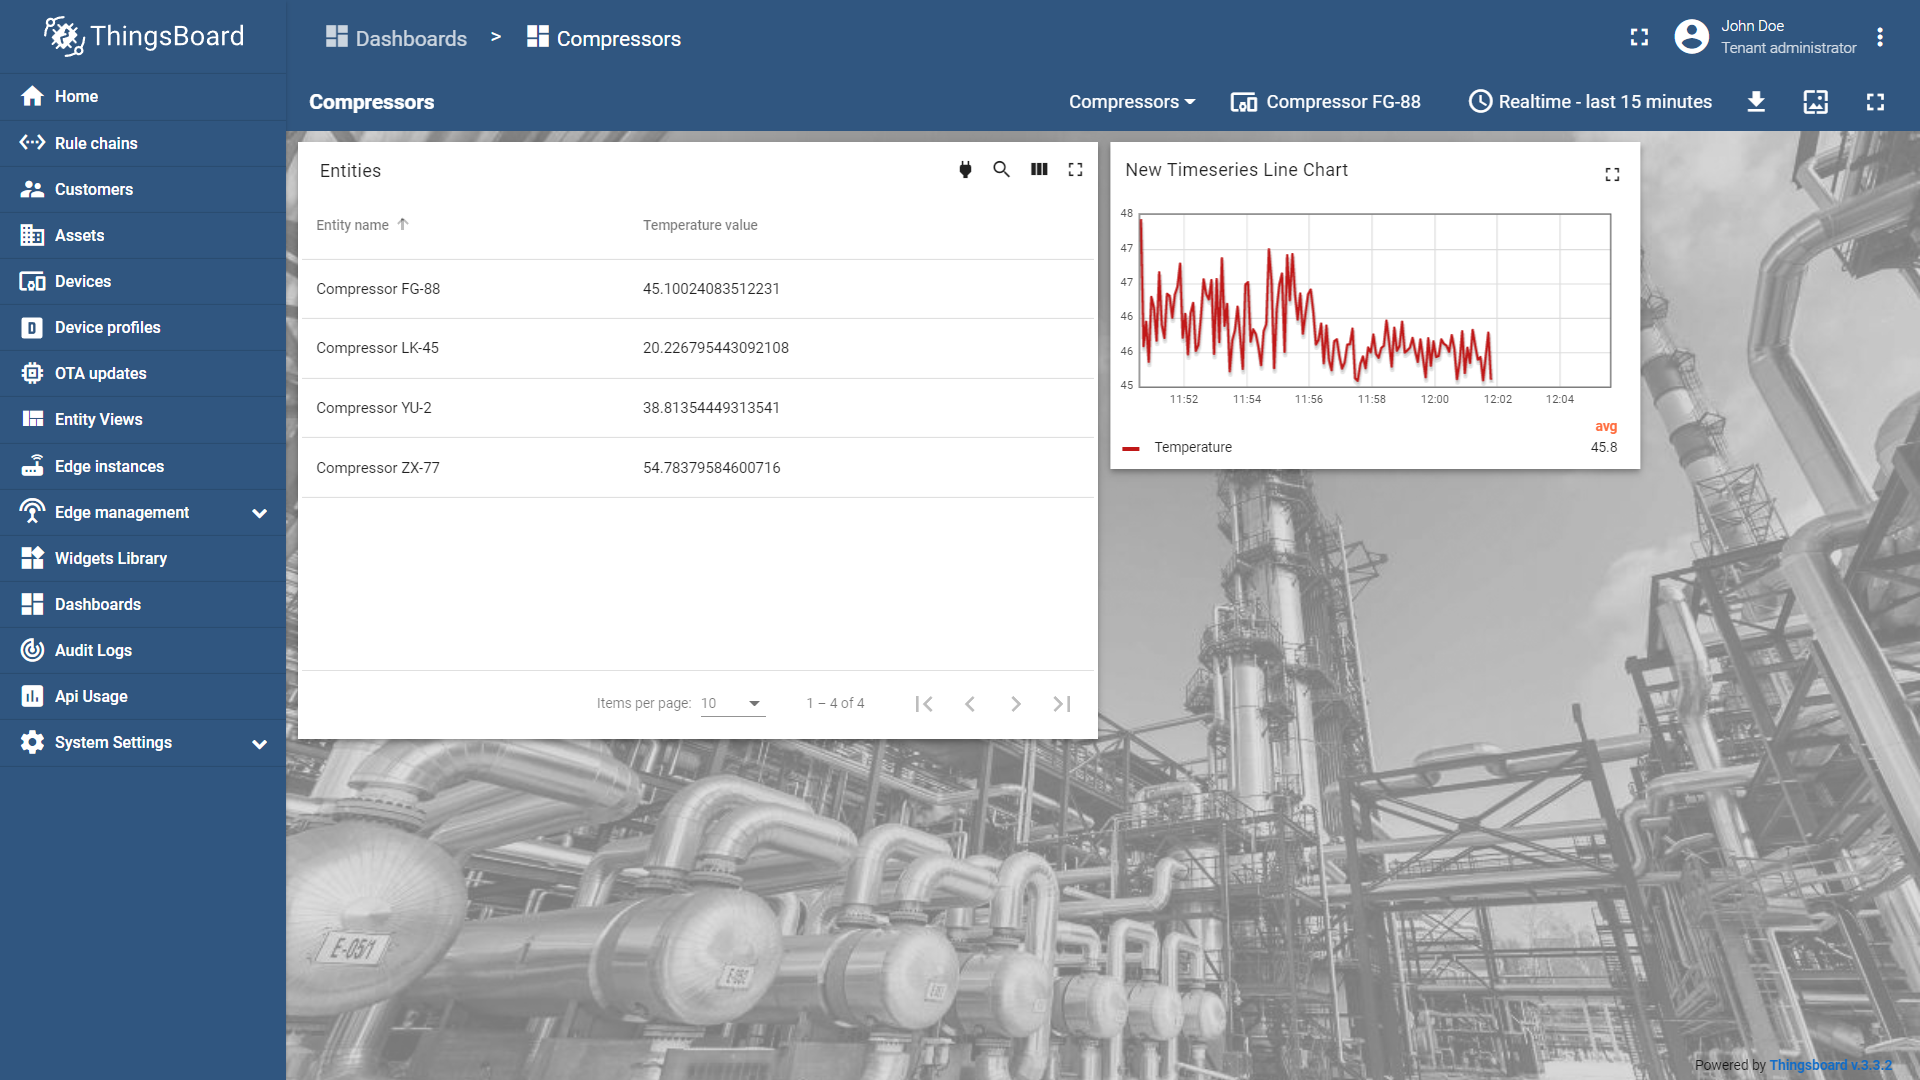 ThingsBoard
Dashboards > Compressors
John Doe
Tenant administrator
Home
Rule chains
Customers
Assets
Devices
Device profiles
OTA updates
Entity Views
Edge instances
Edge management
Widgets Library
Dashboards
Audit Logs
Api Usage
System Settings
Compressors
Compressors
Compressor FG-88
Realtime - last 15 minutes
Entities
Entity name
Temperature value
Compressor FG-88 45.10024083512231
Compressor LK-45 20.226795443092108
Compressor YU-2 38.81354449313541
Compressor ZX-77 54.78379584600716
Items per page: 10
1 – 4 of 4
New Timeseries Line Chart
48
47
47
46
46
45
11:52 11:54 11:56 11:58 12:00 12:02 12:04
avg
Temperature 45.8
E-05/1
Powered by Thingsboard v.3.3.2